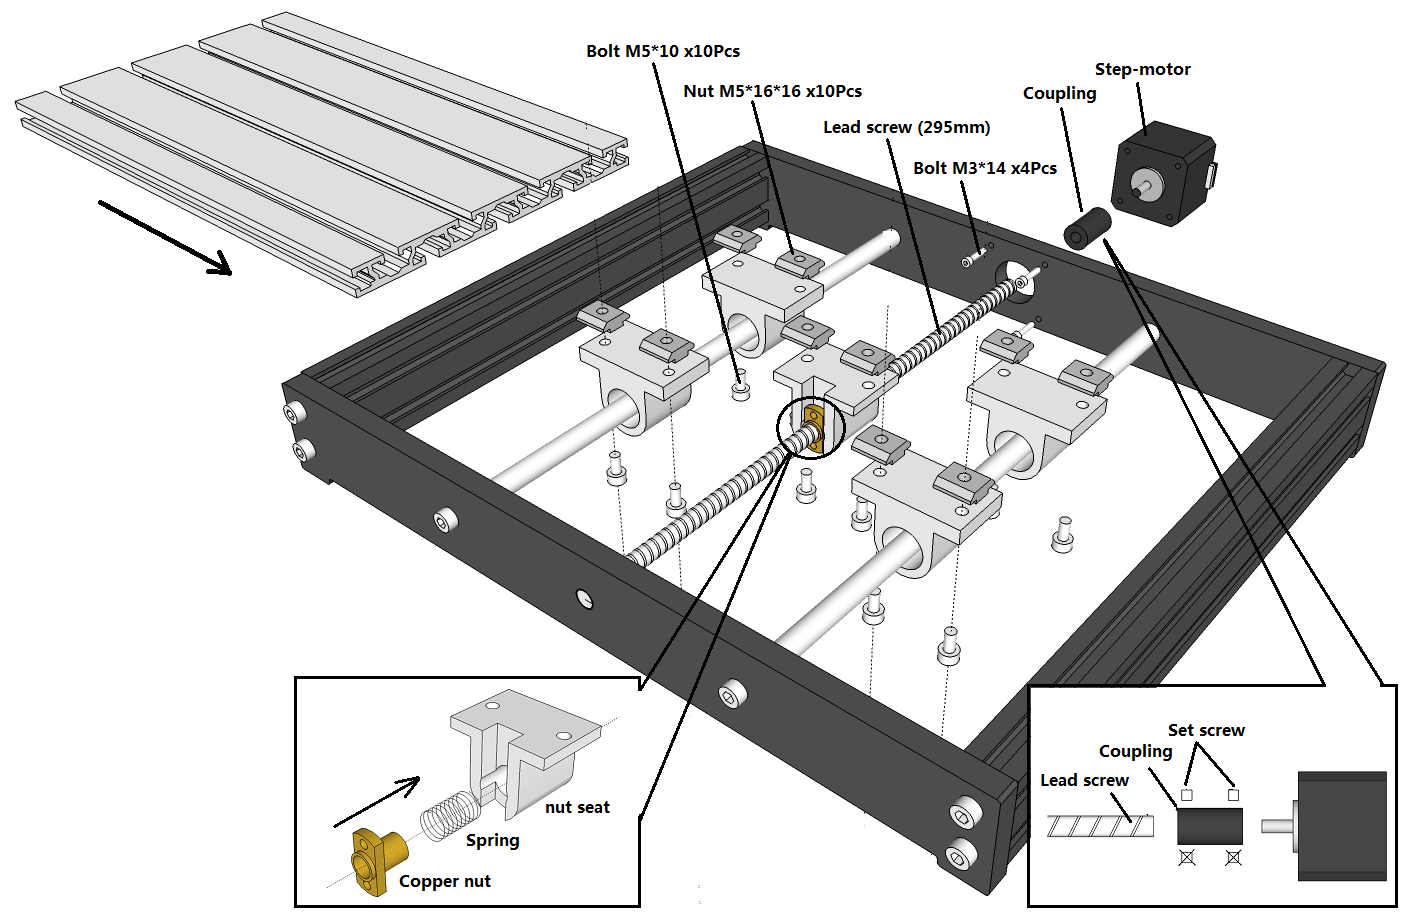 Bolt M5*10 x10Pcs
Step-motor
Nut M5*16*16 x10Pcs
Coupling
Lead screw (295mm)
Bolt M3*14 x4Pcs
nut seat
Spring
Copper nut
Set screw
Coupling
Lead screw